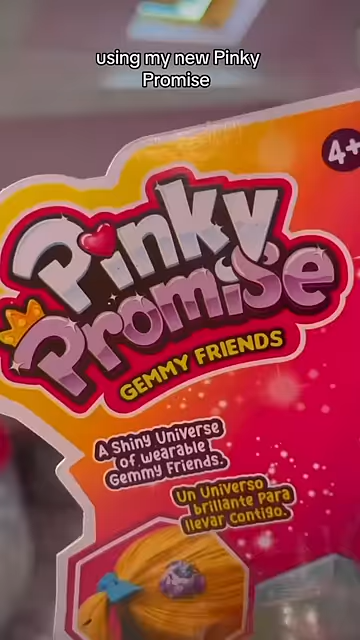 using my new Pinky
Promise
4+
Pinky
Promise
GEMMY FRIENDS
A Shiny Universe
of wearable
Gemmy Friends.
Un Universo
brillante Para
llevar contigo.